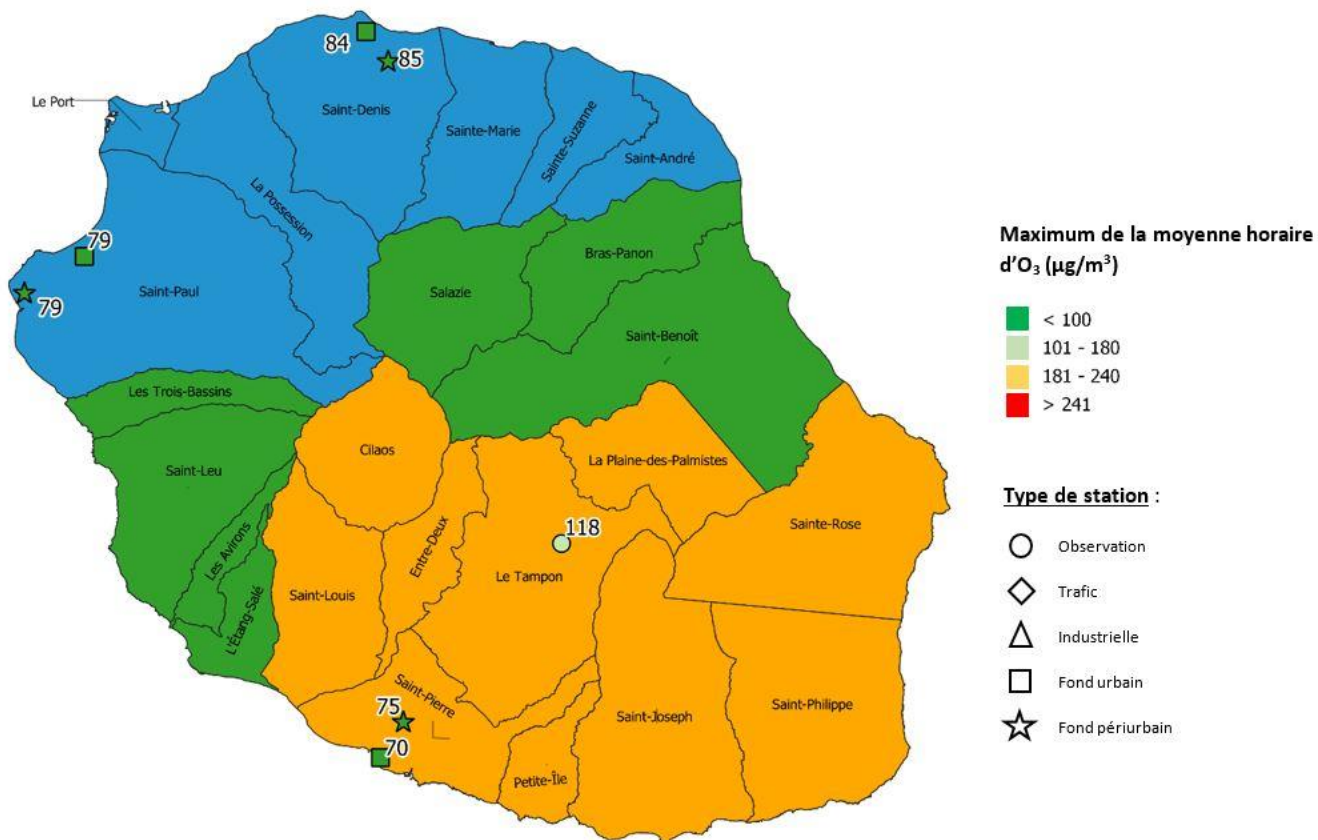 84
85
Le Port
Saint-Denis
Sainte-Marie
Sainte-Suzanne
Saint-André
La Possession
79
Saint-Paul
79
Salazie
Bras-Panon
Saint-Benoît
Les Trois-Bassins
Cilaos
Saint-Leu
La Plaine-des-Palmistes
Les Avirons
Entre-Deux
118
Sainte-Rose
Le Tampon
Saint-Louis
L'Étang-Salé
Saint-Pierre
75
70
Saint-Joseph
Saint-Philippe
Petite-Île
Maximum de la moyenne horaire
d'O₃ (µg/m³)
< 100
101 - 180
181 - 240
> 241
Type de station :
Observation
Trafic
Industrielle
Fond urbain
Fond périurbain